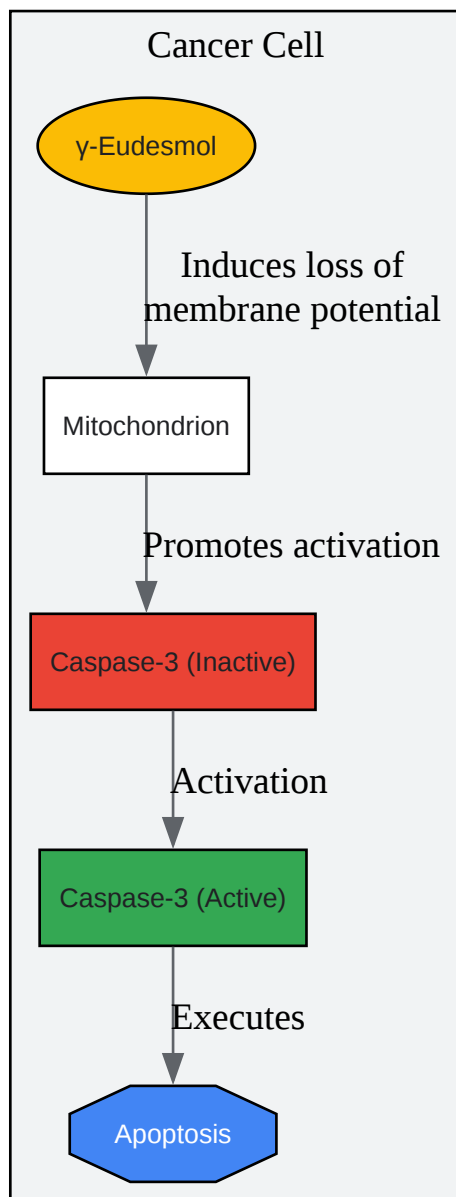 Cancer Cell
γ-Eudesmol
Induces loss of
membrane potential
Mitochondrion
Promotes activation
Caspase-3 (Inactive)
Activation
Caspase-3 (Active)
Executes
Apoptosis